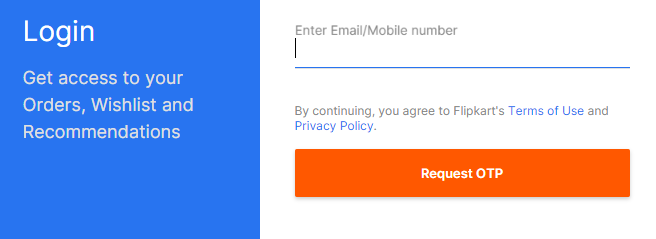 Login
Get access to your
Orders, Wishlist and
Recommendations
Enter Email/Mobile number
By continuing, you agree to Flipkart's Terms of Use and
Privacy Policy.
Request OTP